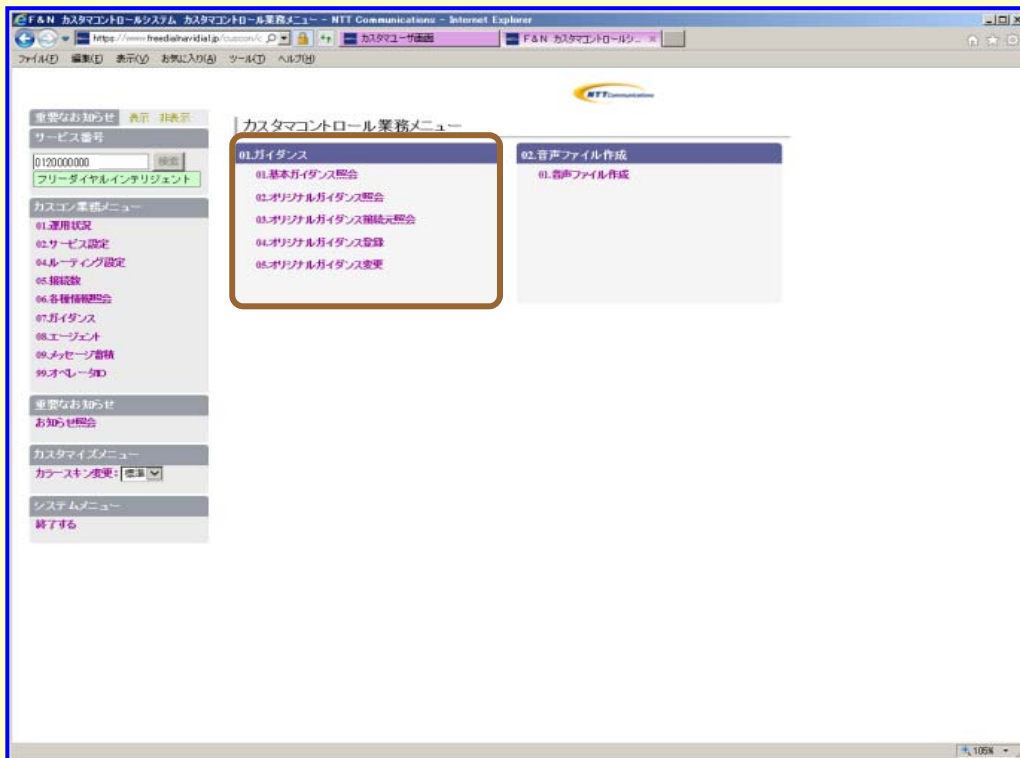 F&N カスタマコントロールシステム カスタマコントロール業務メニュー - NTT Communications - Internet Explorer
https://www.freedialnavidial.jp/cuscon/c
カスタマユーザ画面
F&N カスタマコントロールシ...
ファイル(F) 編集(E) 表示(V) お気に入り(A) ツール(T) ヘルプ(H)
NTT Communications
重要なお知らせ 表示 非表示
サービス番号
0120000000 検索
フリーダイヤルインテリジェント
カスコン業務メニュー
01.運用状況
02.サービス設定
04.ルーティング設定
05.接続数
06.各種情報照会
07.ガイダンス
08.エージェント
09.メッセージ蓄積
99.オペレータID
重要なお知らせ
お知らせ照会
カスタマイズメニュー
カラースキン変更: 標準
システムメニュー
終了する
カスタマコントロール業務メニュー
01.ガイダンス
01.基本ガイダンス照会
02.オリジナルガイダンス照会
03.オリジナルガイダンス接続元照会
04.オリジナルガイダンス登録
05.オリジナルガイダンス変更
02.音声ファイル作成
01.音声ファイル作成
105%